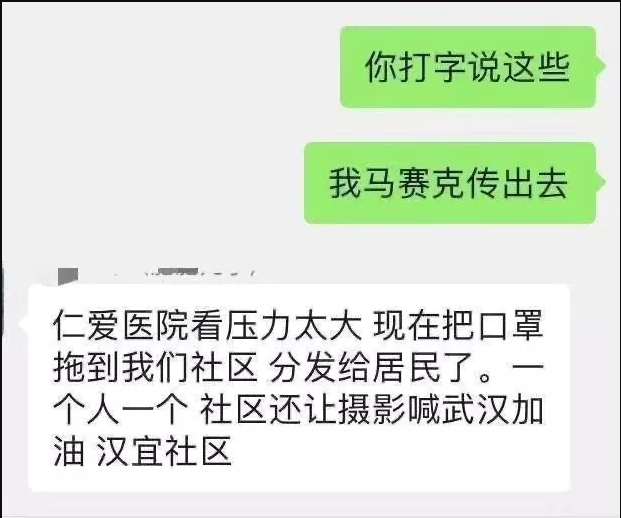 你打字说这些
我马赛克传出去
仁爱医院看压力太大 现在把口罩
拖到我们社区 分发给居民了。一
个人一个 社区还让摄影喊武汉加
油 汉宜社区